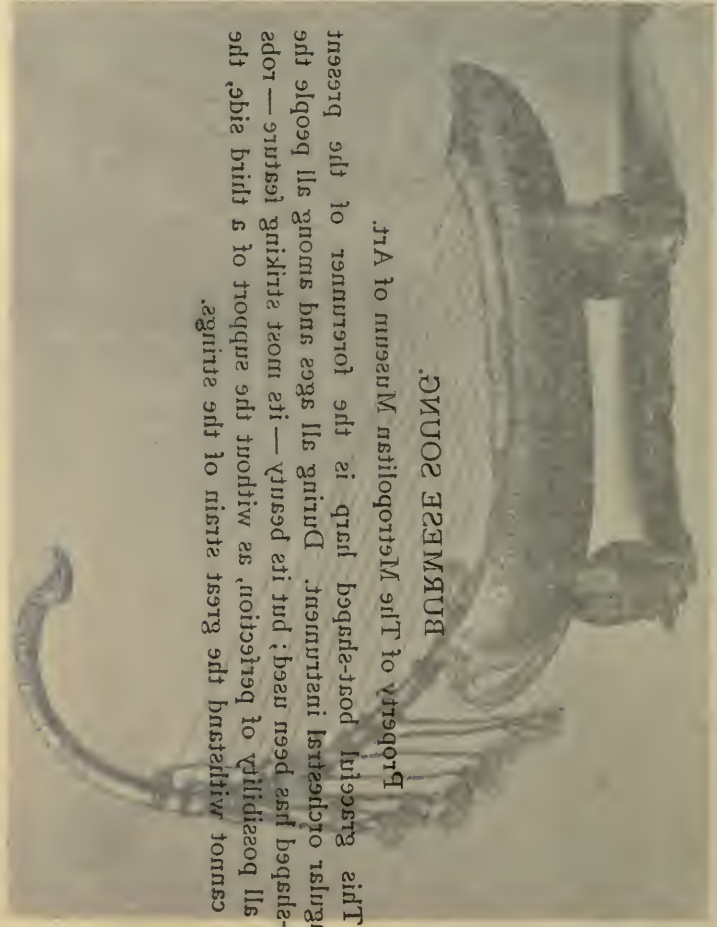 BURMESE SOUNG.
Property of The Metropolitan Museum of Art.
This graceful boat-shaped harp is the forerunner of the present
ngular orchestral instrument. During all ages and among all people the
-shaped has been used; but its beauty — its most striking feature — robs
all possibility of perfection, as without the support of a third side, the
cannot withstand the great strain of the strings.